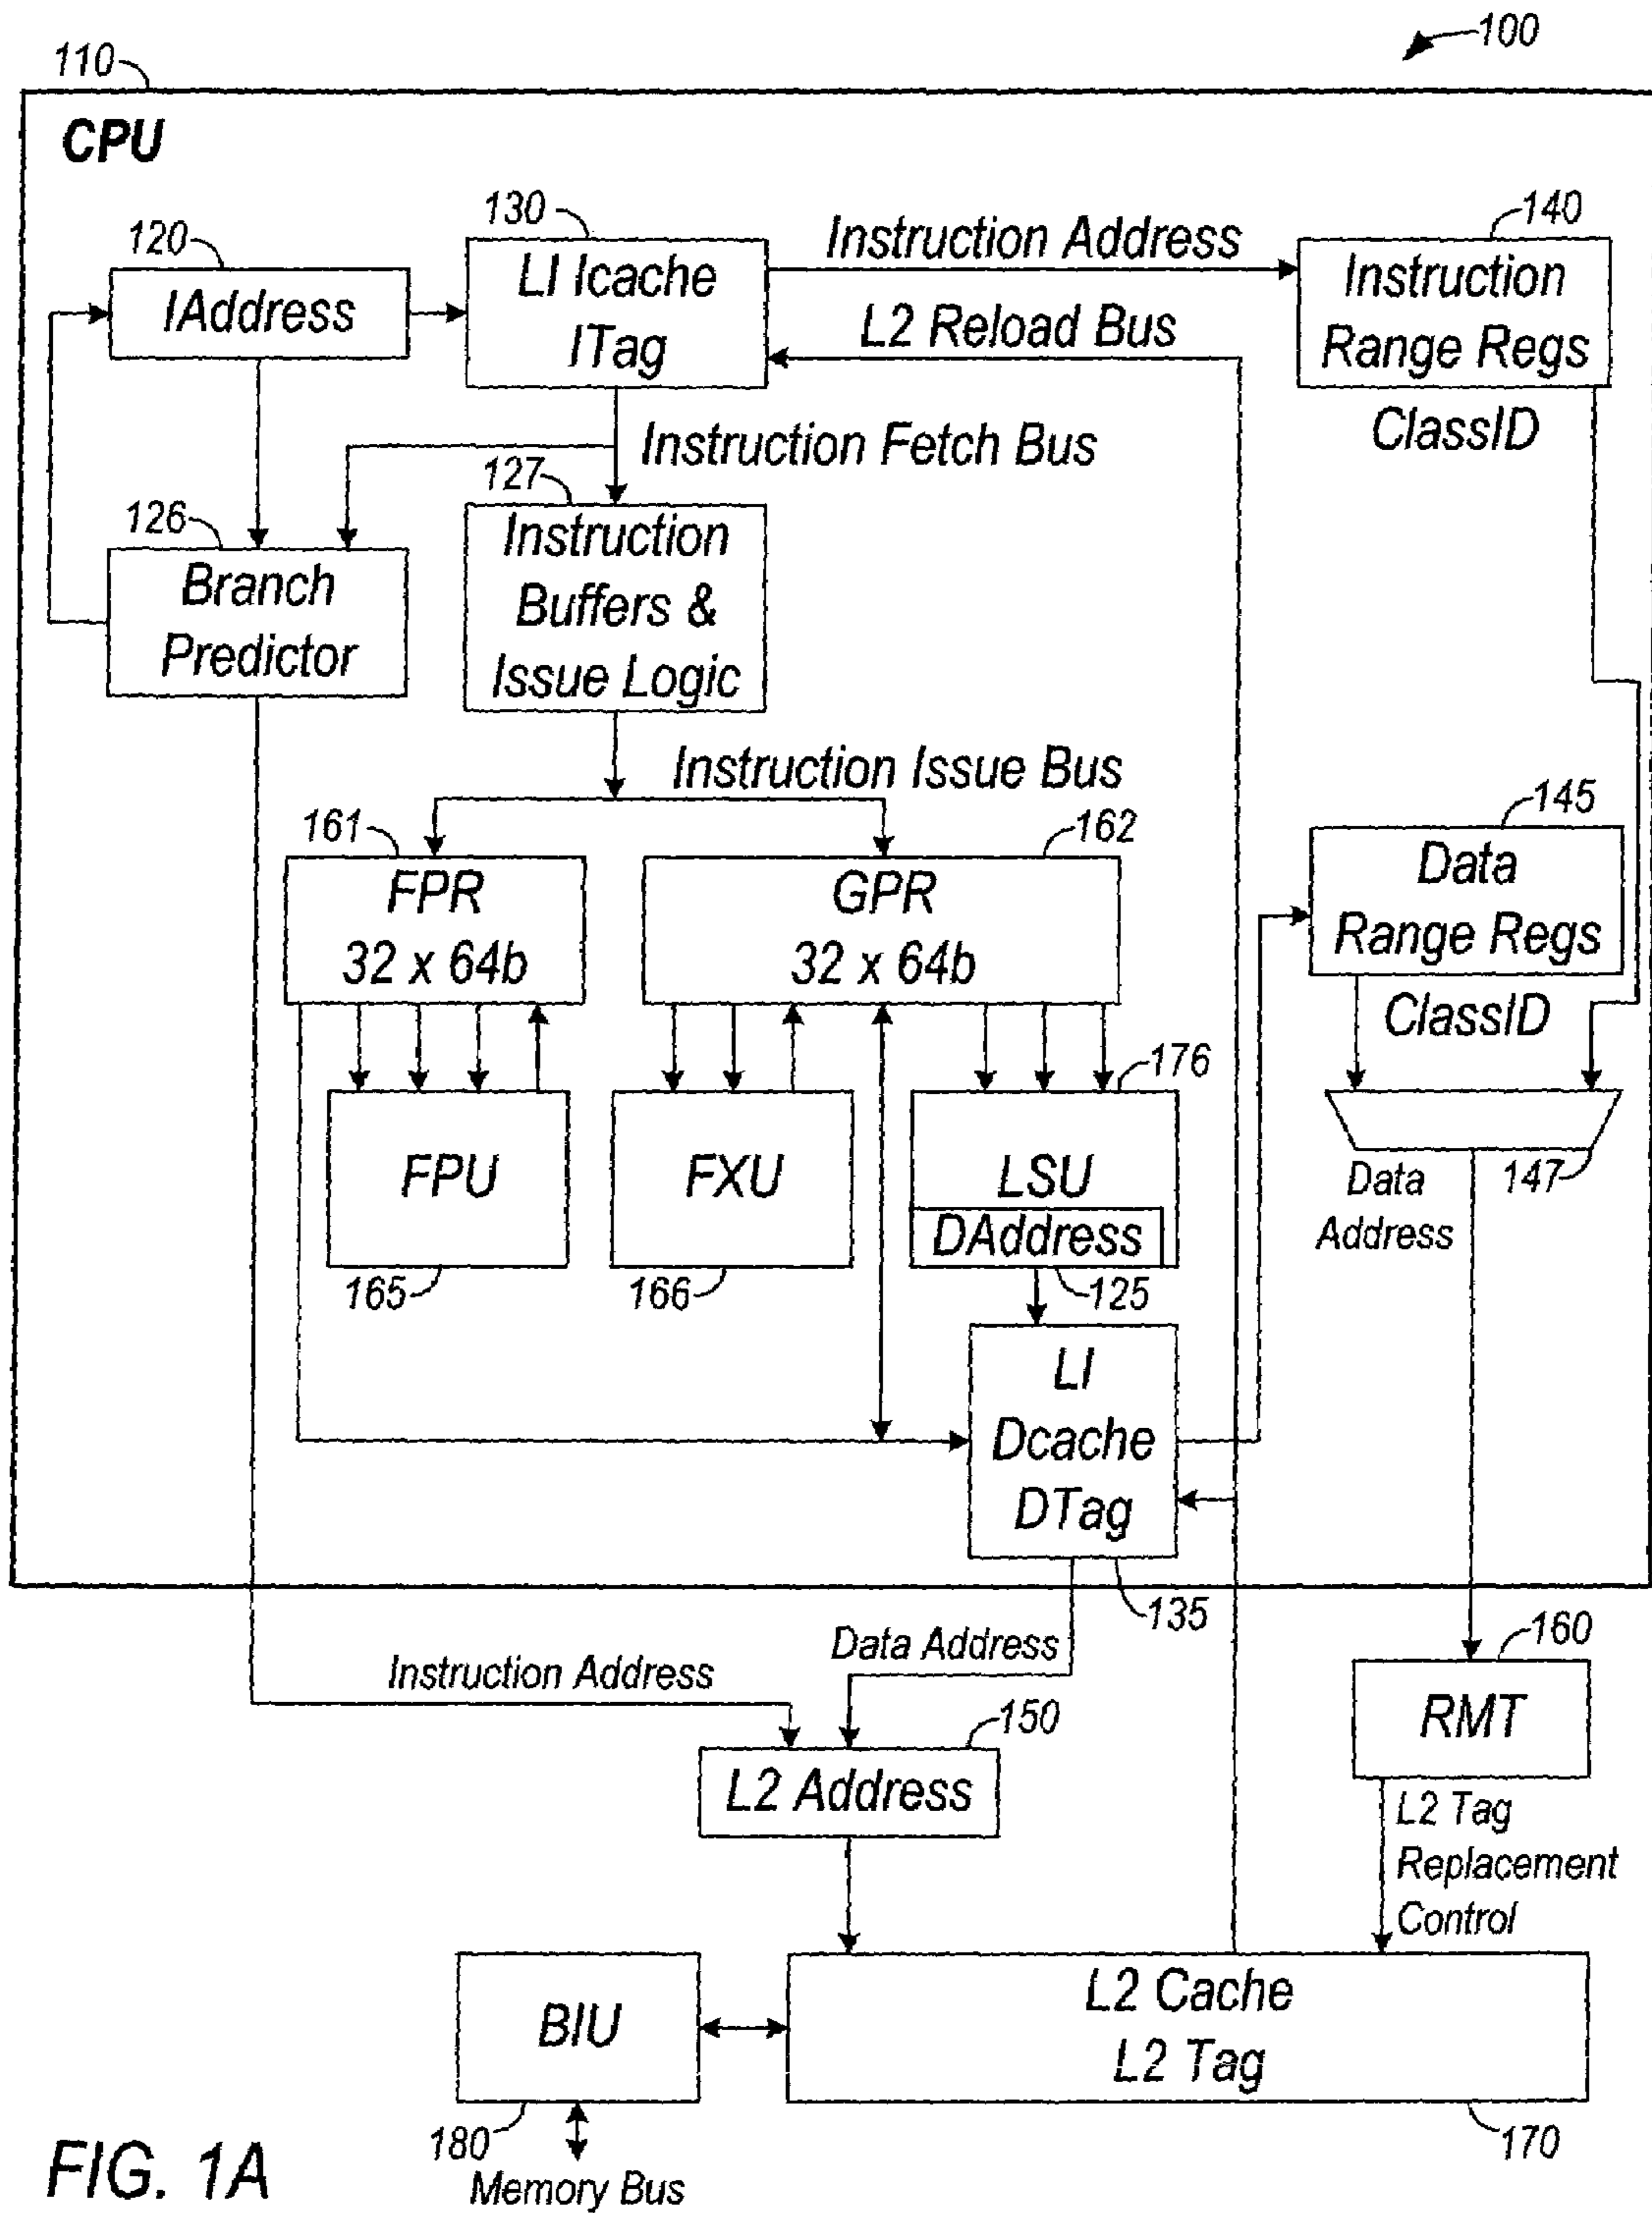 100
110
CPU
120
IAddress
130
LI Icache
ITag
Instruction Address
L2 Reload Bus
140
Instruction
Range Regs
ClassID
Instruction Fetch Bus
126
Branch
Predictor
127
Instruction
Buffers &
Issue Logic
Instruction Issue Bus
161
FPR
32 x 64b
162
GPR
32 x 64b
145
Data
Range Regs
ClassID
FPU
165
FXU
166
176
LSU
DAddress
125
147
Data
Address
LI
Dcache
DTag
135
Instruction Address
Data Address
150
L2 Address
160
RMT
L2 Tag
Replacement
Control
BIU
180
Memory Bus
L2 Cache
L2 Tag
170
FIG. 1A